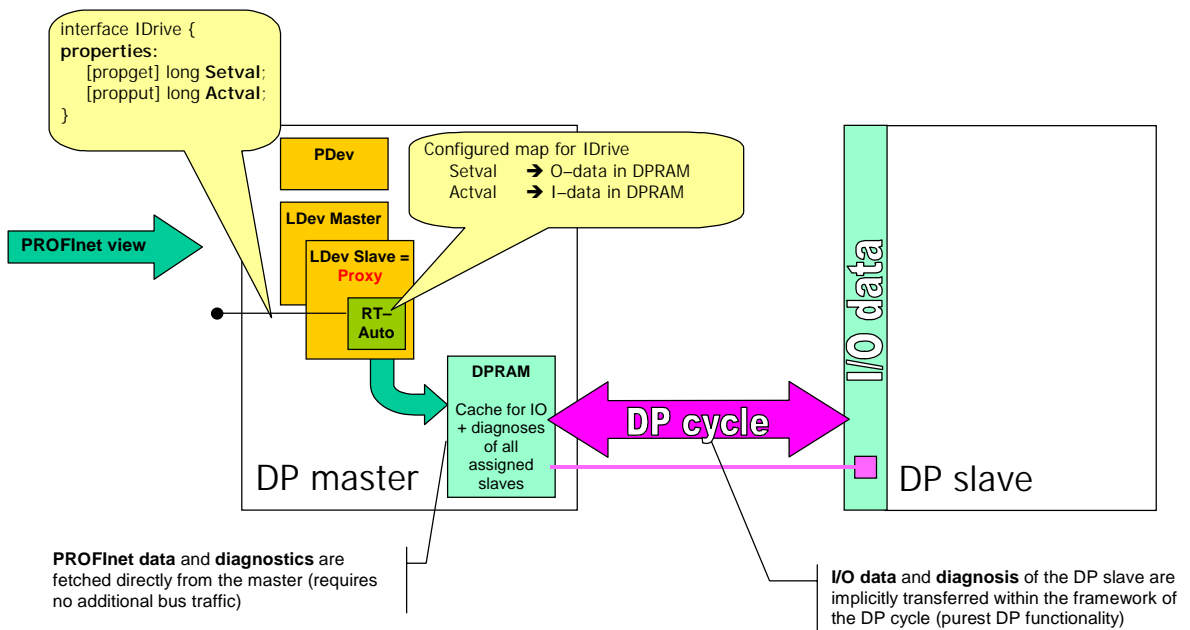 interface IDrive {
properties:
[propget] long Setval;
[propput] long Actval;
}
PDev
Configured map for IDrive
Setval ➔ O–data in DPRAM
Actval ➔ I–data in DPRAM
LDev Master
PROFInet view
LDev Slave =
Proxy
RT–
Auto
I/O data
DPRAM
Cache for IO
+ diagnoses
of all
assigned
slaves
DP cycle
DP master
DP slave
PROFInet data and diagnostics are
fetched directly from the master (requires
no additional bus traffic)
I/O data and diagnosis of the DP slave are
implicitly transferred within the framework of
the DP cycle (purest DP functionality)